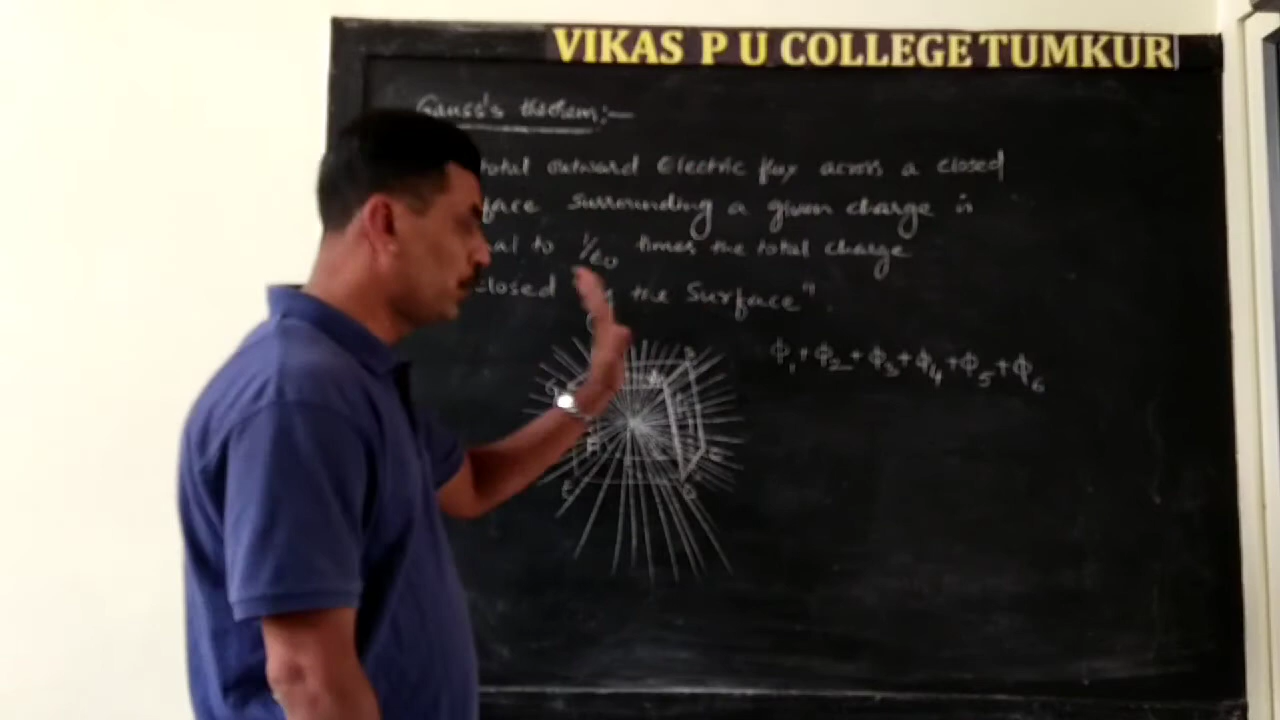 VIKAS P U COLLEGE TUMKUR
Gauss's theorem:-
total outward Electric flux across a closed
face surrounding a given charge is
al to 1/ε0 times the total charge
closed the Surface"
Φ1+Φ2+Φ3+Φ4+Φ5+Φ6